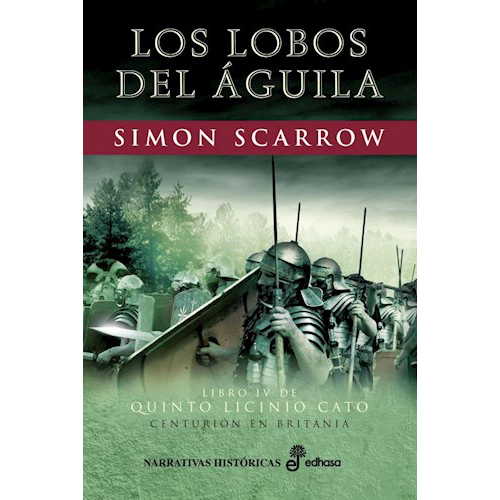 LOS LOBOS
DEL ÁGUILA
SIMON SCARROW
LIBRO IV DE
QUINTO LICINIO CATO
CENTURIÓN EN BRITANIA
NARRATIVAS HISTÓRICAS edhasa